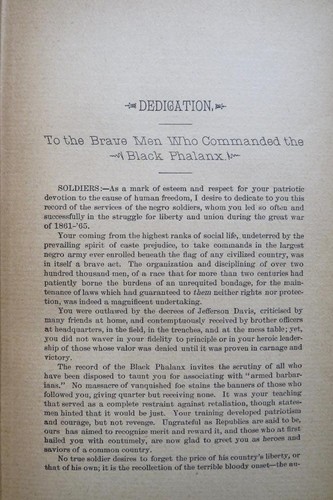 DEDICATION.
To the Brave Men Who Commanded the
Black Phalanx.
SOLDIERS:—As a mark of esteem and respect for your patriotic
devotion to the cause of human freedom, I desire to dedicate to you this
record of the services of the negro soldiers, whom you led so often and
successfully in the struggle for liberty and union during the great war
of 1861-'65.
Your coming from the highest ranks of social life, undeterred by the
prevailing spirit of caste prejudice, to take commands in the largest
negro army ever enrolled beneath the flag of any civilized country, was
in itself a brave act. The organization and disciplining of over two
hundred thousand men, of a race that for more than two centuries had
patiently borne the burdens of an unrequited bondage, for the main-
tenance of laws which had guaranteed to them neither rights nor protec-
tion, was indeed a magnificent undertaking.
You were outlawed by the decrees of Jefferson Davis, criticised by
many friends at home, and contemptuously received by brother officers
at headquarters, in the field, in the trenches, and at the mess table; yet,
you did not waver in your fidelity to principle or in your heroic leader-
ship of those whose valor was denied until it was proven in carnage and
victory.
The record of the Black Phalanx invites the scrutiny of all who
have been disposed to taunt you for associating with "armed barbar-
ians." No massacre of vanquished foe stains the banners of those who
followed you, giving quarter but receiving none. It was your teaching
that served as a complete restraint against retaliation, though states-
men hinted that it would be just. Your training developed patriotism
and courage, but not revenge. Ungrateful as Republics are said to be,
ours has aimed to recognize merit and reward it, and those who at first
hailed you with contumely, are now glad to greet you as heroes and
saviors of a common country.
No true soldier desires to forget the price of his country's liberty, or
that of his own; it is the recollection of the terrible bloody onset—the au-